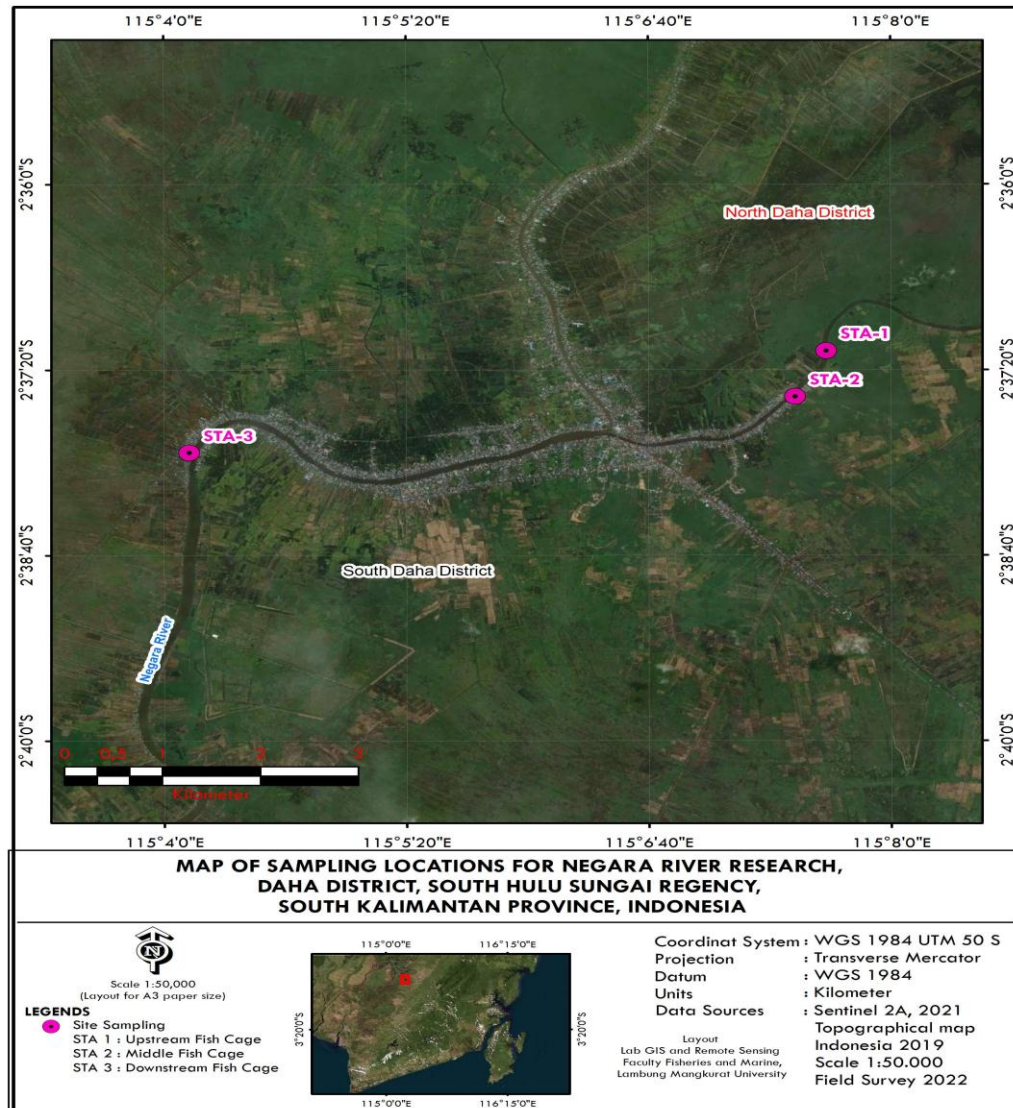 115°4'0"E 115°5'20"E 115°6'40"E 115°8'0"E
2°36'0"S 2°36'0"S
North Daha District
STA-1
2°37'20"S 2°37'20"S
STA-2
STA-3
2°38'40"S 2°38'40"S
South Daha District
Negara River
2°40'0"S 2°40'0"S
0 0,5 1 2 3
Kilometer
115°4'0"E 115°5'20"E 115°6'40"E 115°8'0"E
MAP OF SAMPLING LOCATIONS FOR NEGARA RIVER RESEARCH,
DAHA DISTRICT, SOUTH HULU SUNGAI REGENCY,
SOUTH KALIMANTAN PROVINCE, INDONESIA
N
Scale 1:50,000
(Layout for A3 paper size)
LEGENDS
Site Sampling
STA 1 : Upstream Fish Cage
STA 2 : Middle Fish Cage
STA 3 : Downstream Fish Cage
115°0'0"E 116°15'0"E
3°20'0"S 3°20'0"S
115°0'0"E 116°15'0"E
Coordinat System : WGS 1984 UTM 50 S
Projection : Transverse Mercator
Datum : WGS 1984
Units : Kilometer
Data Sources : Sentinel 2A, 2021
Topographical map
Indonesia 2019
Scale 1:50.000
Field Survey 2022
Layout
Lab GIS and Remote Sensing
Faculty Fisheries and Marine,
Lambung Mangkurat University